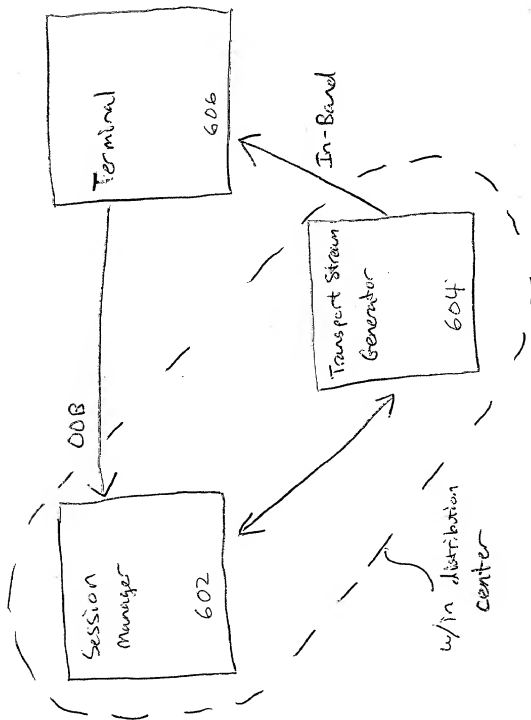 Session
Manager
602
OOB
Terminal
606
In-Band
Transport Stream
Generator
604
w/in distribution
center